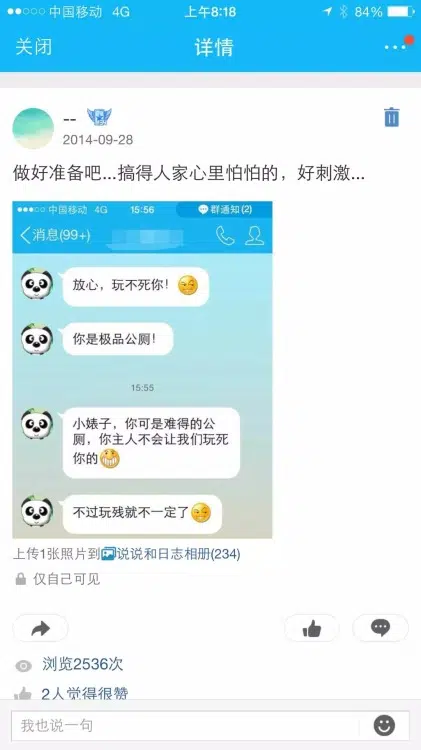 中国移动 4G 上午8:18 84%
关闭 详情
--
2014-09-28
做好准备吧...搞得人家心里怕怕的，好刺激...
中国移动 4G 15:56 群通知(2)
消息(99+)
放心，玩不死你！
你是极品公厕！
15:55
小婊子，你可是难得的公
厕，你主人不会让我们玩死
你的
不过玩残就不一定了
上传1张照片到说说和日志相册(234)
仅自己可见
浏览2536次
2人觉得很赞
我也说一句